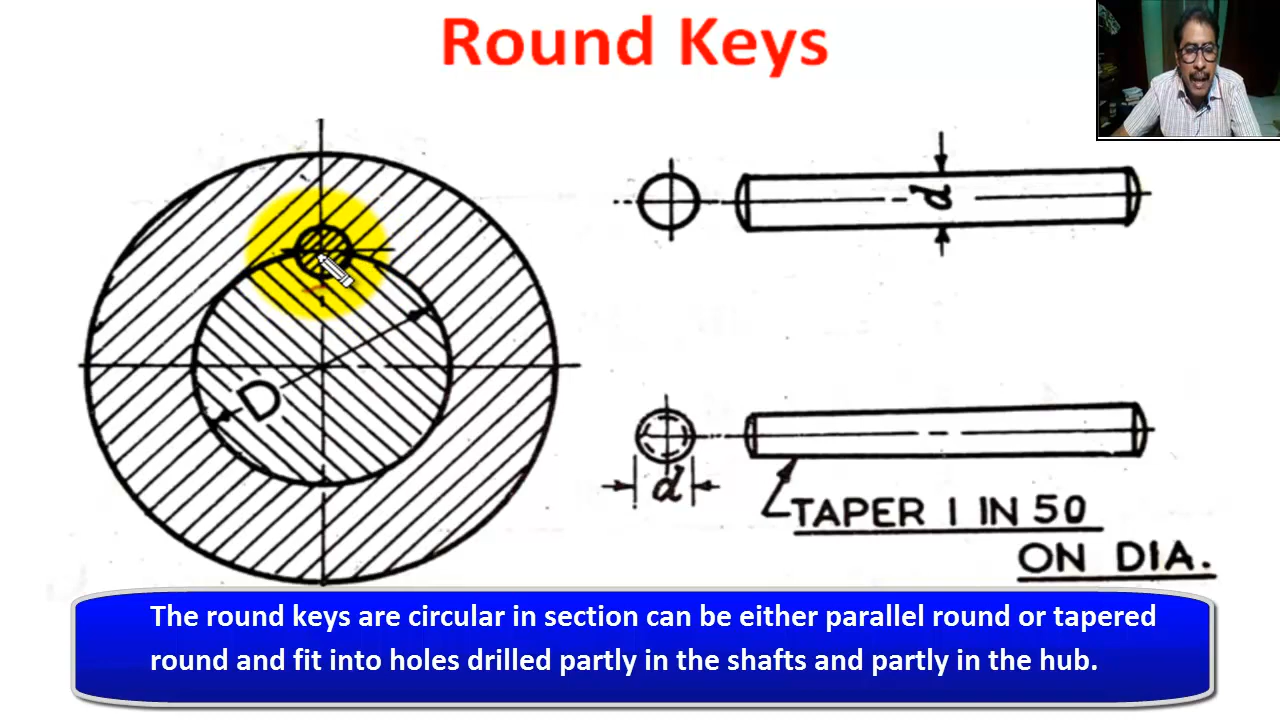 Round Keys
d
D
d
TAPER 1 IN 50
ON DIA.
The round keys are circular in section can be either parallel round or tapered
round and fit into holes drilled partly in the shafts and partly in the hub.